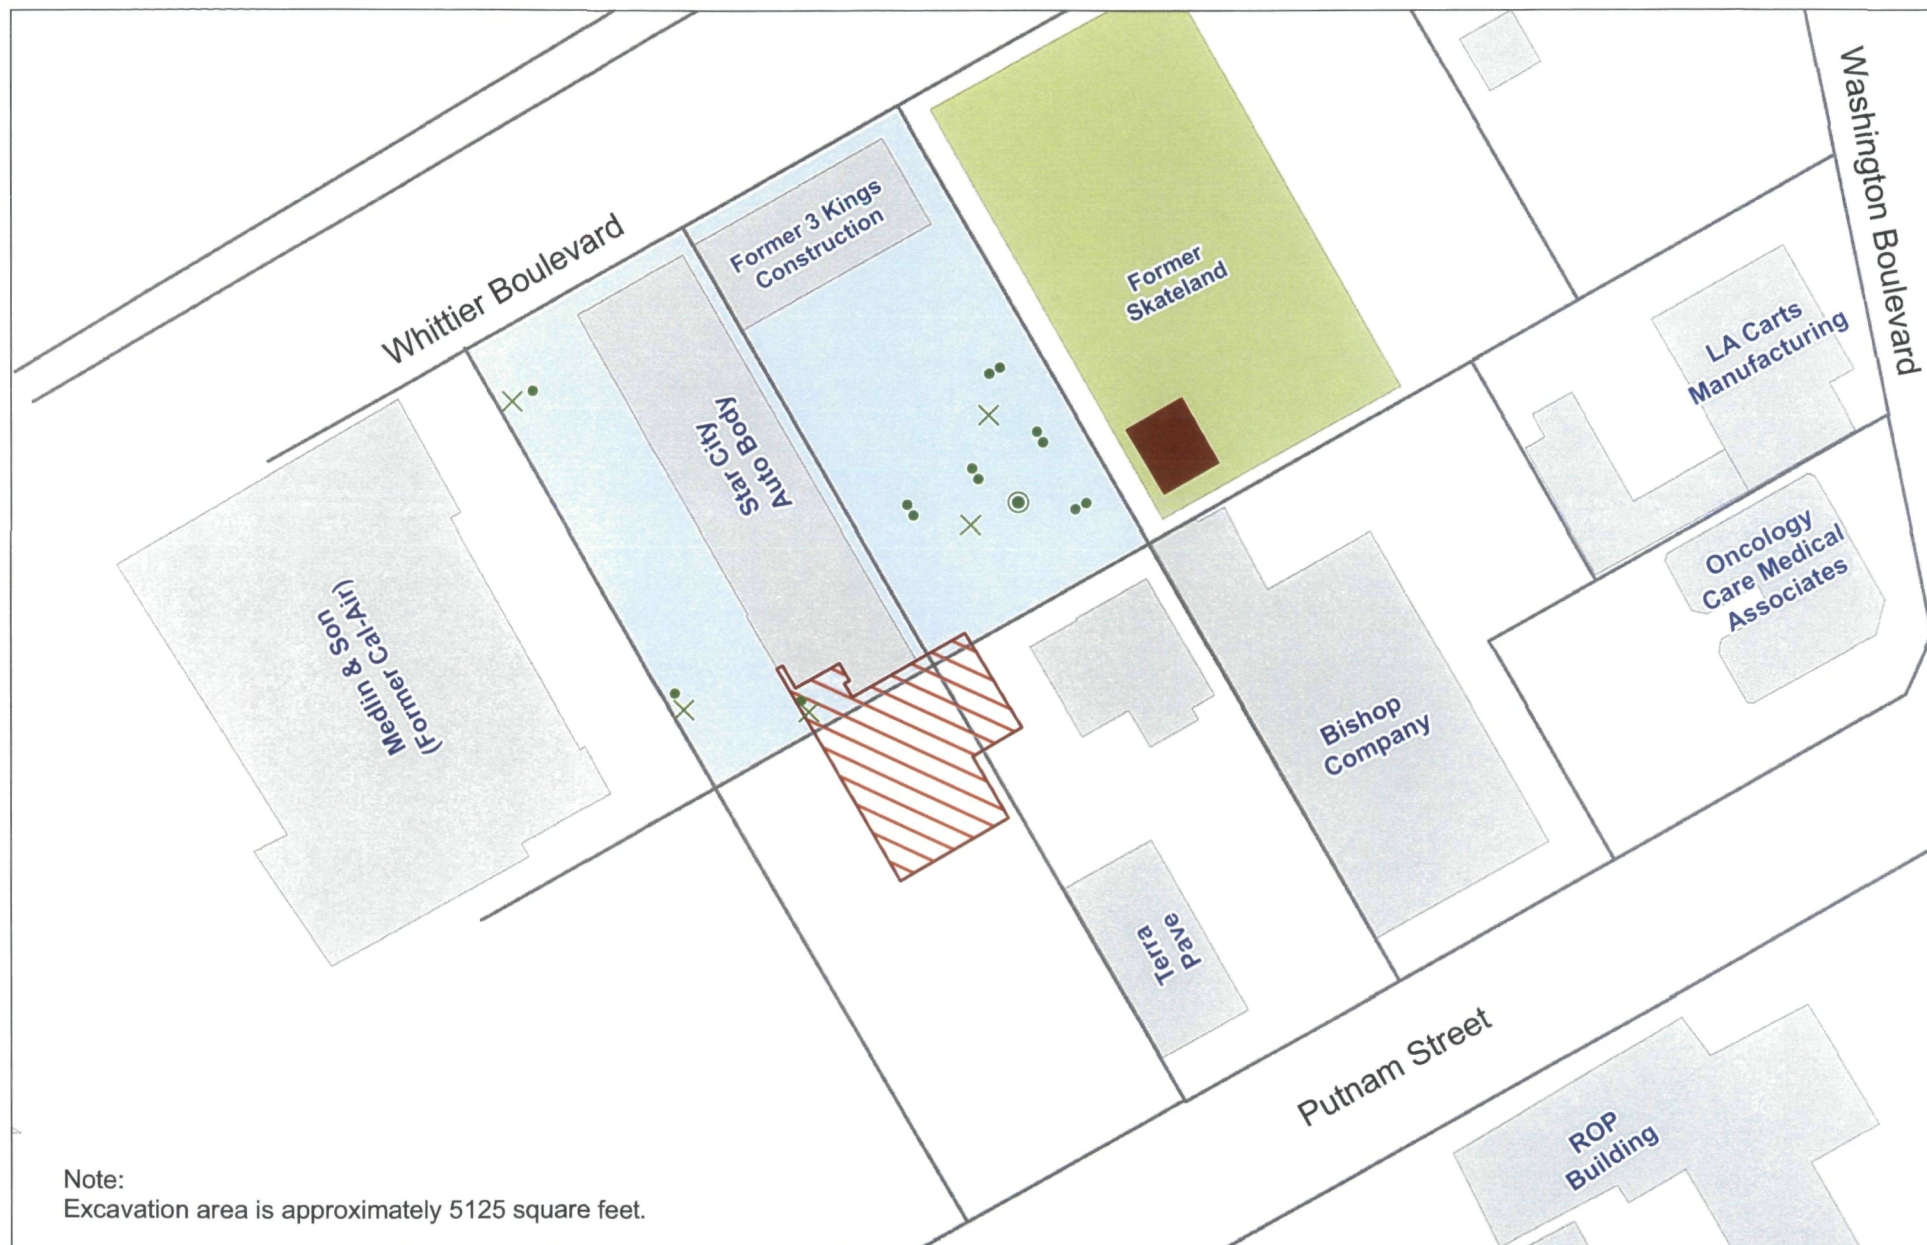 Washington Boulevard
Whittier Boulevard
Former 3 Kings
Construction
Former
Skateland
LA Carts
Manufacturing
Star City
Auto Body
Oncology
Care Medical
Associates
Medlin & Son
(Former Cal-Air)
Bishop
Company
Terra
Pave
Putnam Street
ROP
Building
Note:
Excavation area is approximately 5125 square feet.